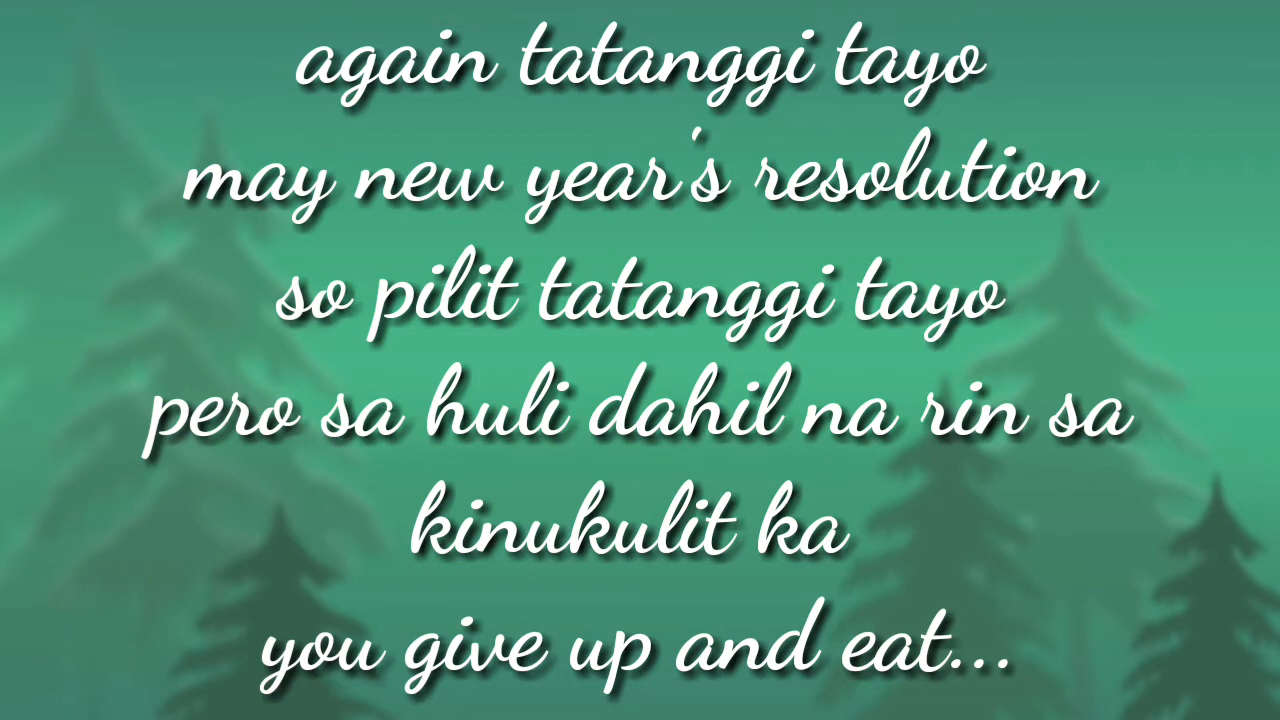 again tatanggi tayo
may new year's resolution
so pilit tatanggi tayo
pero sa huli dahil na rin sa
kinukulit ka
you give up and eat...